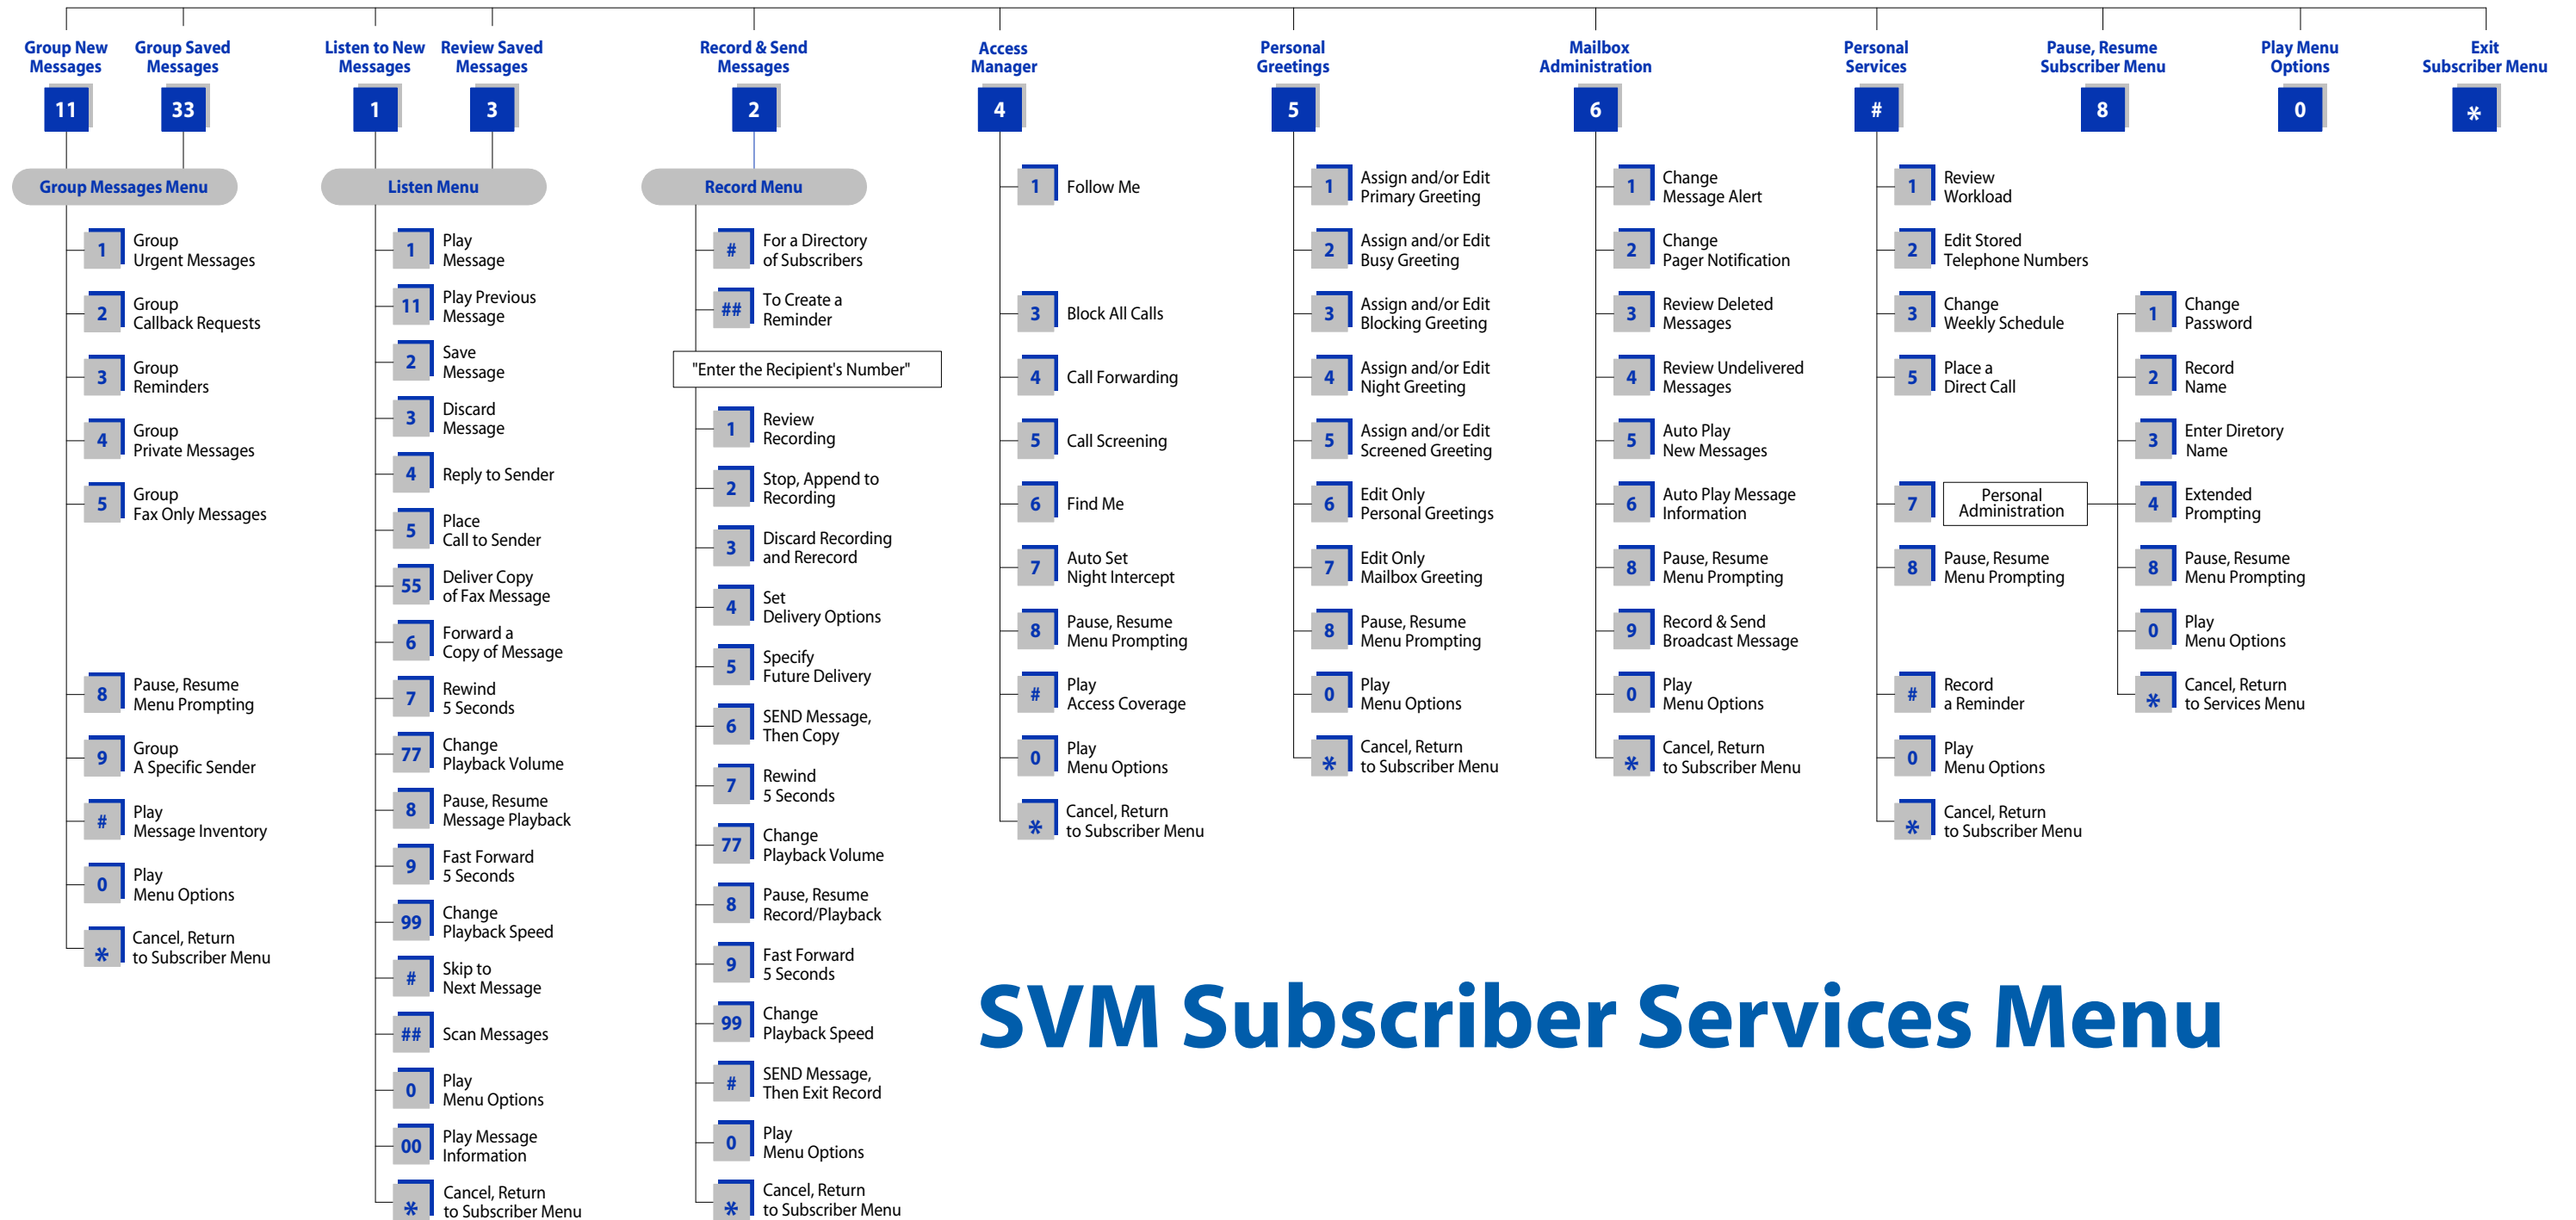 Group New
Messages
11
Group Saved
Messages
33
Group Messages Menu
1
Group
Urgent Messages
2
Group
Callback Requests
3
Group
Reminders
4
Group
Private Messages
5
Group
Fax Only Messages
8
Pause, Resume
Menu Prompting
9
Group
A Specific Sender
#
Play
Message Inventory
0
Play
Menu Options
*
Cancel, Return
to Subscriber Menu
Listen to New
Messages
1
Review Saved
Messages
3
Listen Menu
1
Play
Message
11
Play Previous
Message
2
Save
Message
3
Discard
Message
4
Reply to Sender
5
Place
Call to Sender
55
Deliver Copy
of Fax Message
6
Forward a
Copy of Message
7
Rewind
5 Seconds
77
Change
Playback Volume
8
Pause, Resume
Message Playback
9
Fast Forward
5 Seconds
99
Change
Playback Speed
#
Skip to
Next Message
##
Scan Messages
0
Play
Menu Options
00
Play Message
Information
*
Cancel, Return
to Subscriber Menu
Record & Send
Messages
2
Record Menu
#
For a Directory
of Subscribers
##
To Create a
Reminder
"Enter the Recipient's Number"
1
Review
Recording
2
Stop, Append to
Recording
3
Discard Recording
and Rerecord
4
Set
Delivery Options
5
Specify
Future Delivery
6
SEND Message,
Then Copy
7
Rewind
5 Seconds
77
Change
Playback Volume
8
Pause, Resume
Record/Playback
9
Fast Forward
5 Seconds
99
Change
Playback Speed
#
SEND Message,
Then Exit Record
0
Play
Menu Options
*
Cancel, Return
to Subscriber Menu
Access
Manager
4
1
Follow Me
3
Block All Calls
4
Call Forwarding
5
Call Screening
6
Find Me
7
Auto Set
Night Intercept
8
Pause, Resume
Menu Prompting
#
Play
Access Coverage
0
Play
Menu Options
*
Cancel, Return
to Subscriber Menu
Personal
Greetings
5
1
Assign and/or Edit
Primary Greeting
2
Assign and/or Edit
Busy Greeting
3
Assign and/or Edit
Blocking Greeting
4
Assign and/or Edit
Night Greeting
5
Assign and/or Edit
Screened Greeting
6
Edit Only
Personal Greetings
7
Edit Only
Mailbox Greeting
8
Pause, Resume
Menu Prompting
0
Play
Menu Options
*
Cancel, Return
to Subscriber Menu
Mailbox
Administration
6
1
Change
Message Alert
2
Change
Pager Notification
3
Review Deleted
Messages
4
Review Undelivered
Messages
5
Auto Play
New Messages
6
Auto Play Message
Information
8
Pause, Resume
Menu Prompting
9
Record & Send
Broadcast Message
0
Play
Menu Options
*
Cancel, Return
to Subscriber Menu
Personal
Services
#
1
Review
Workload
2
Edit Stored
Telephone Numbers
3
Change
Weekly Schedule
5
Place a
Direct Call
7
Personal
Administration
8
Pause, Resume
Menu Prompting
#
Record
a Reminder
0
Play
Menu Options
*
Cancel, Return
to Subscriber Menu
1
Change
Password
2
Record
Name
3
Enter Diretory
Name
4
Extended
Prompting
8
Pause, Resume
Menu Prompting
0
Play
Menu Options
*
Cancel, Return
to Services Menu
Pause, Resume
Subscriber Menu
8
Play Menu
Options
0
Exit
Subscriber Menu
*
SVM Subscriber Services Menu